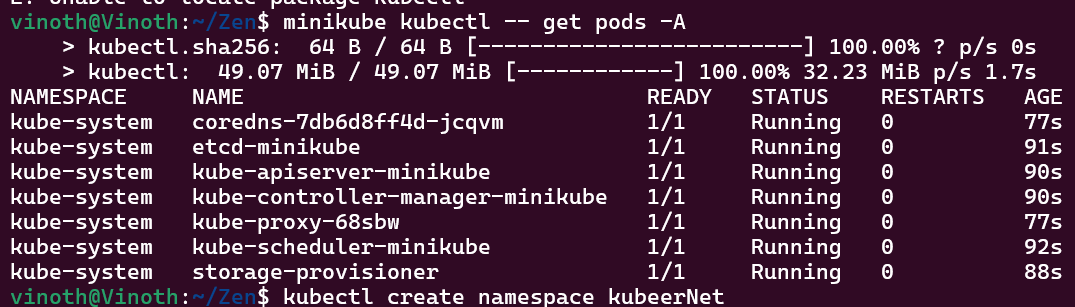 E: Unable to locate package kubectl
vinoth@Vinoth:~/Zen$ minikube kubectl -- get pods -A
    > kubectl.sha256:  64 B / 64 B [-------------------------] 100.00% ? p/s 0s
    > kubectl:  49.07 MiB / 49.07 MiB [------------] 100.00% 32.23 MiB p/s 1.7s
NAMESPACE     NAME                               READY   STATUS    RESTARTS   AGE
kube-system   coredns-7db6d8ff4d-jcqvm           1/1     Running   0          77s
kube-system   etcd-minikube                      1/1     Running   0          91s
kube-system   kube-apiserver-minikube            1/1     Running   0          90s
kube-system   kube-controller-manager-minikube   1/1     Running   0          90s
kube-system   kube-proxy-68sbw                   1/1     Running   0          77s
kube-system   kube-scheduler-minikube            1/1     Running   0          92s
kube-system   storage-provisioner                1/1     Running   0          88s
vinoth@Vinoth:~/Zen$ kubectl create namespace kubeerNet